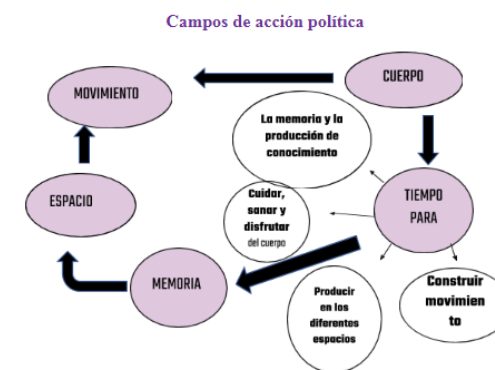 Campos de acción política
CUERPO
MOVIMIENTO
La memoria y la
producción de
conocimiento
TIEMPO
PARA
ESPACIO
Cuidar,
sanar y
disfrutar
del cuerpo
MEMORIA
Construir
movimien
to
Producir
en los
diferentes
espacios